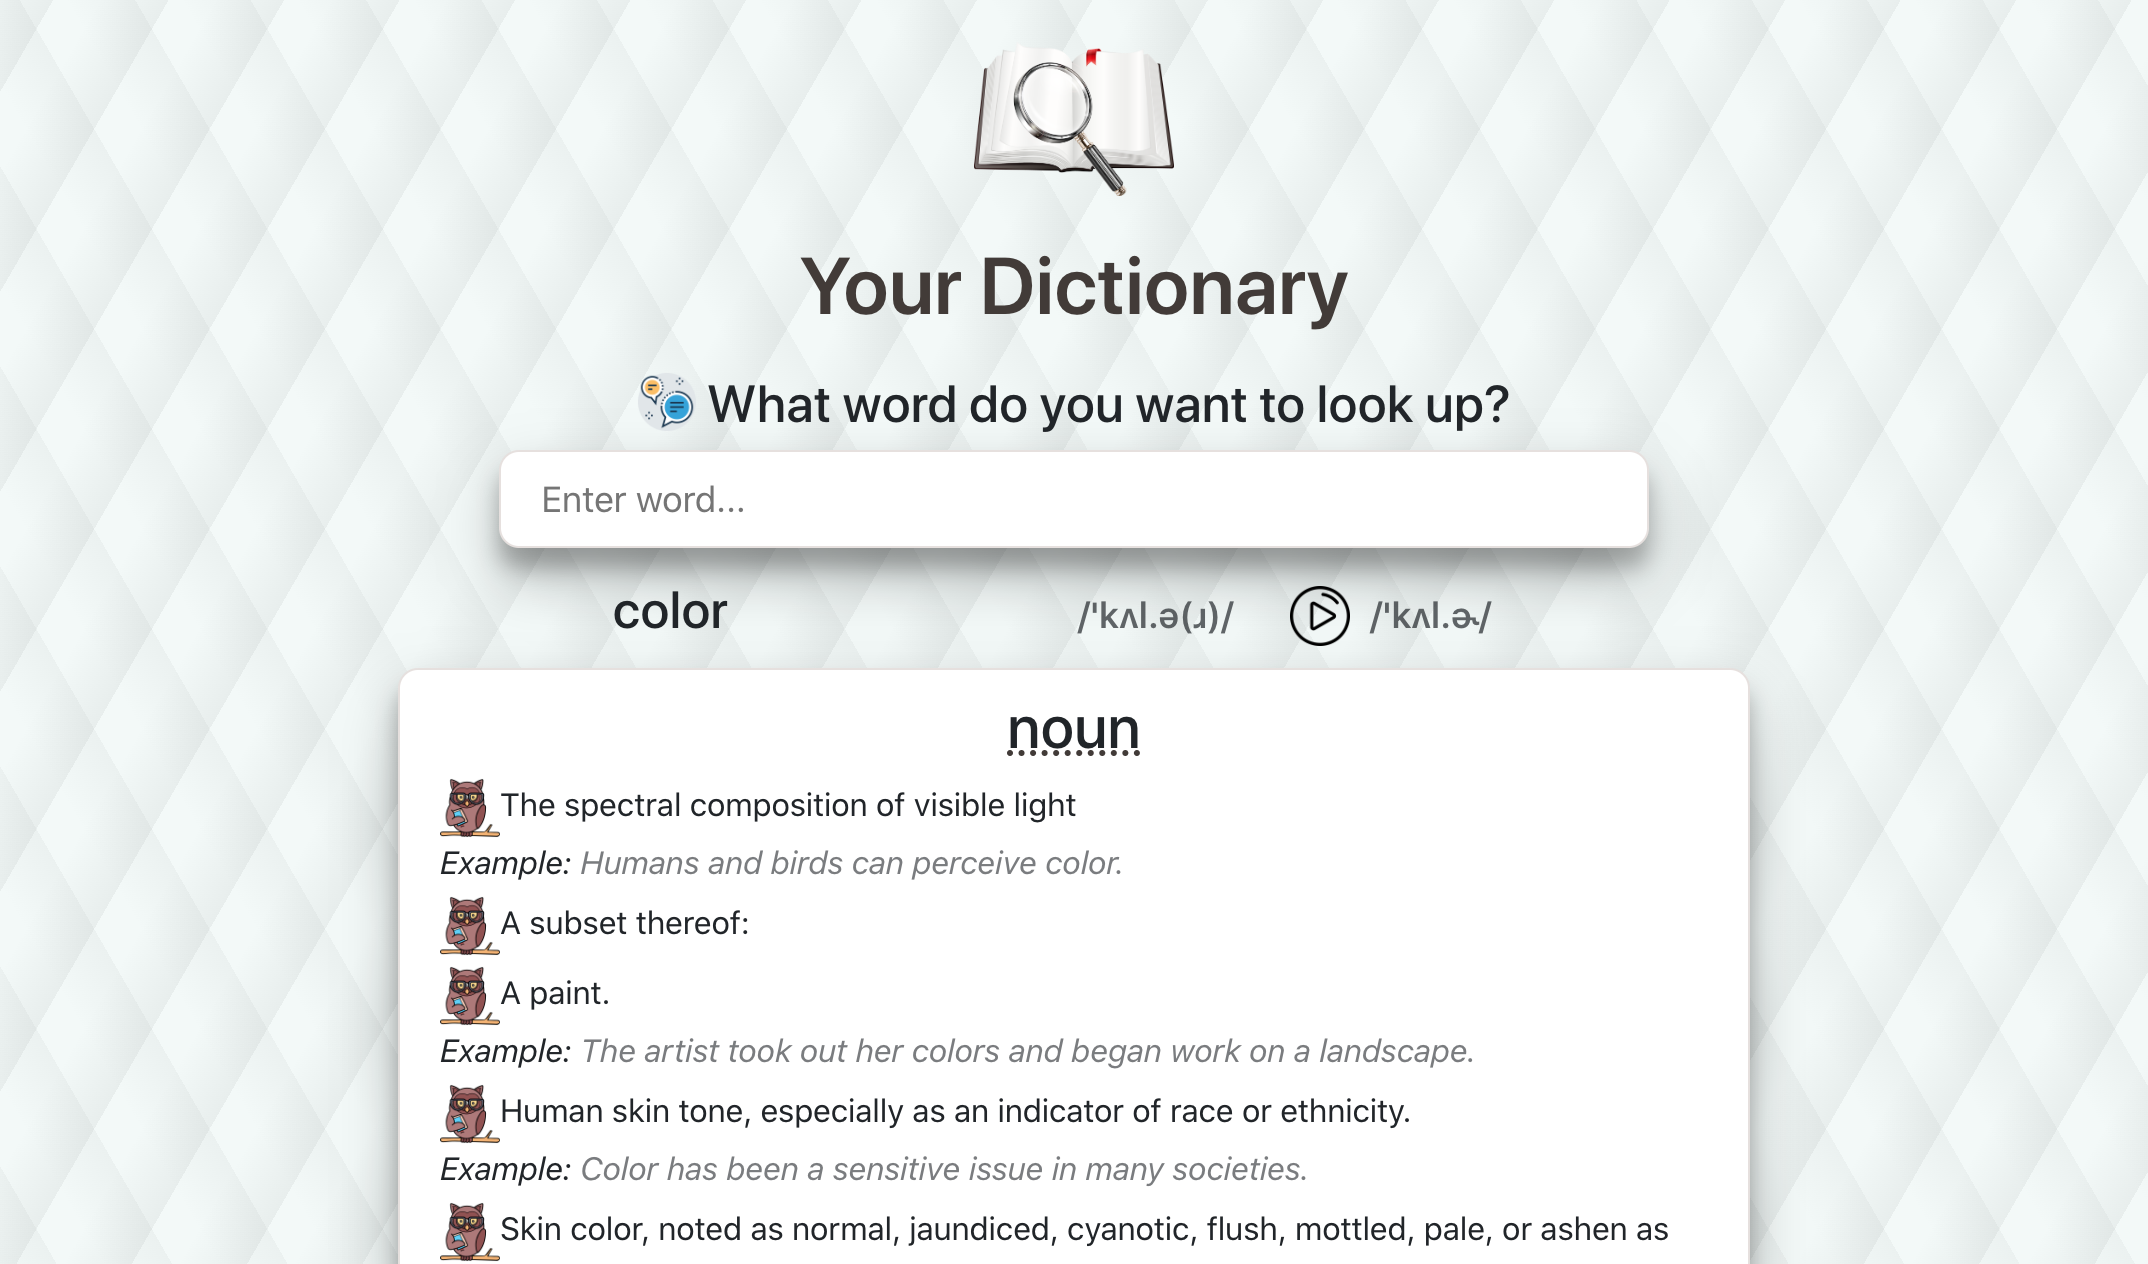 Your Dictionary
What word do you want to look up?
Enter word...
color /ˈkʌl.ə(ɹ)/ /ˈkʌl.ɚ/
noun
The spectral composition of visible light
Example: Humans and birds can perceive color.
A subset thereof:
A paint.
Example: The artist took out her colors and began work on a landscape.
Human skin tone, especially as an indicator of race or ethnicity.
Example: Color has been a sensitive issue in many societies.
Skin color, noted as normal, jaundiced, cyanotic, flush, mottled, pale, or ashen as